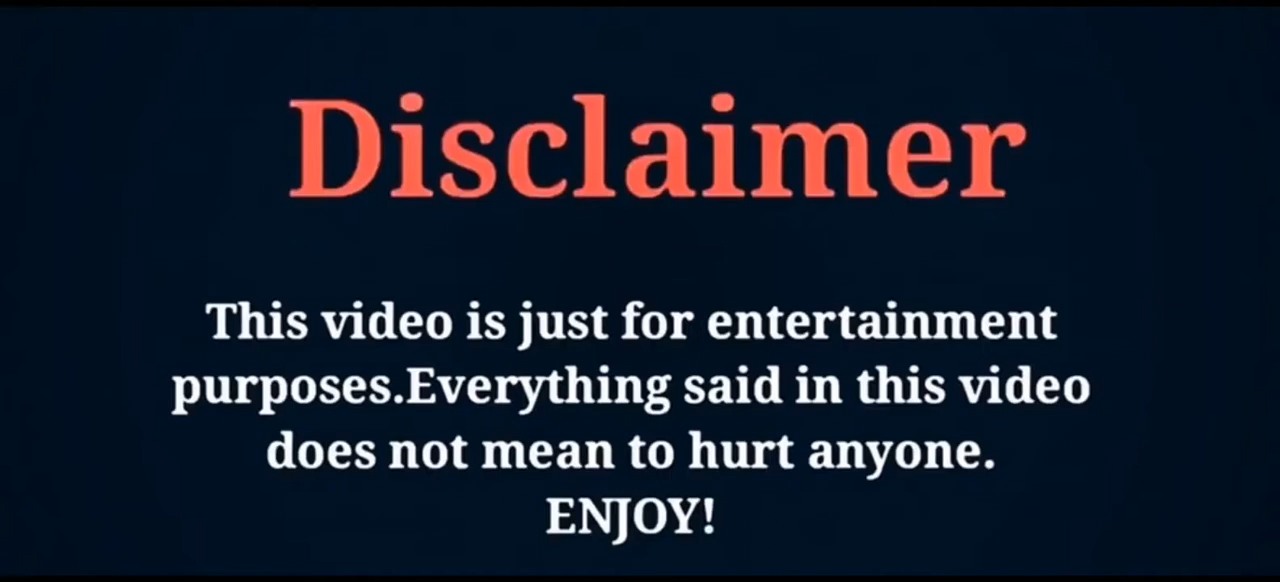 Disclaimer
This video is just for entertainment
purposes.Everything said in this video
does not mean to hurt anyone.
ENJOY!